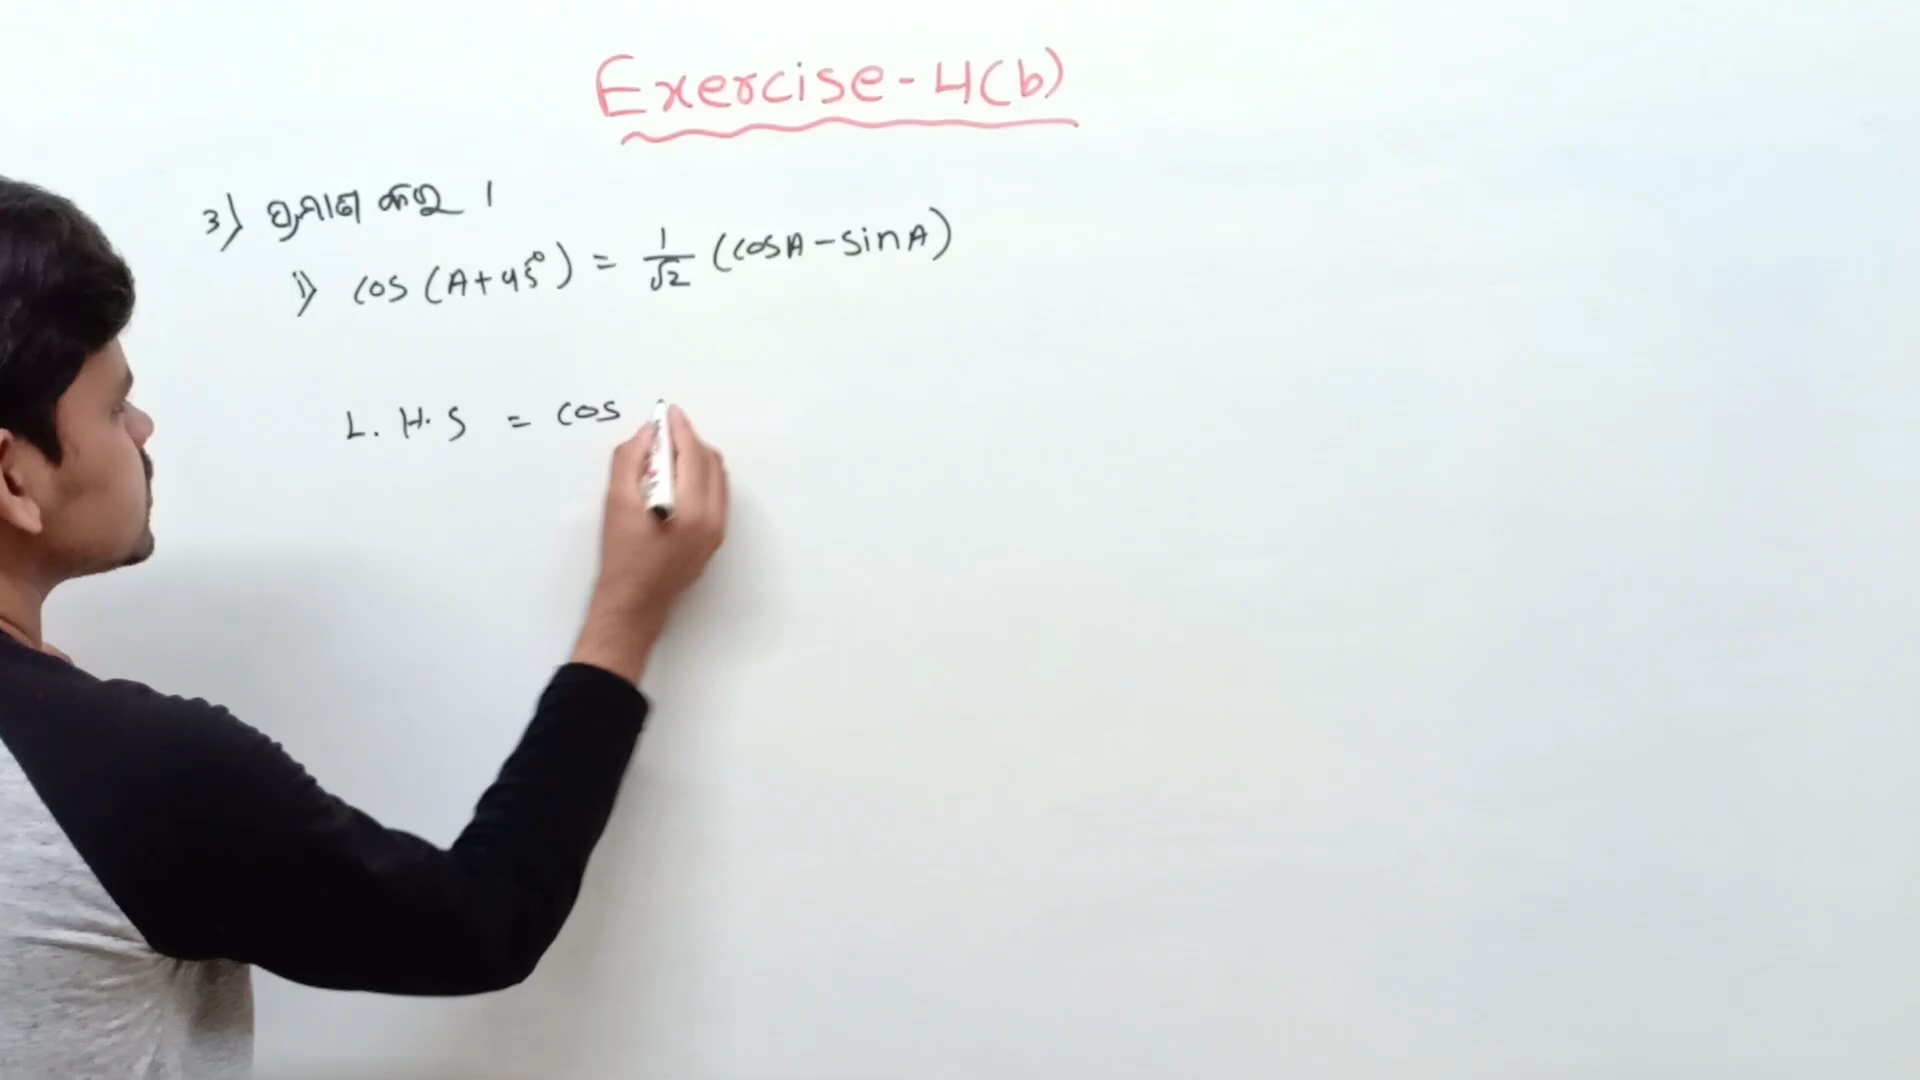 Exercise-4(b)
3) ପ୍ରମାଣ କର ।
i) cos (A+45°) = 1/√2 (cosA-sinA)
L.H.S = cos